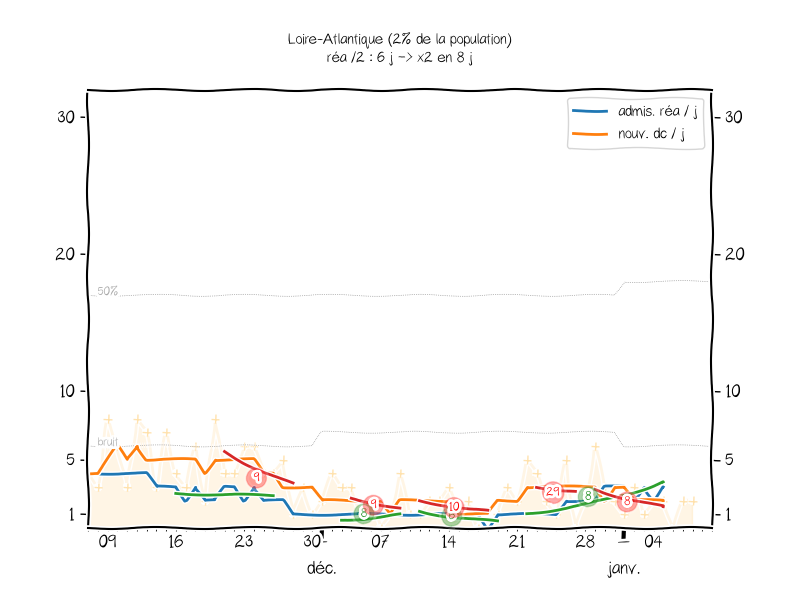 Loire-Atlantique (2% de la population)
réa /2 : 6 j -> x2 en 8 j
admis. réa / j
nouv. dc / j
30 30
20 20
50%
10 10
bruit
5 5
1 1
9 8 9 10 29 8 8
09 16 23 30 07 14 21 28 04
déc. janv.